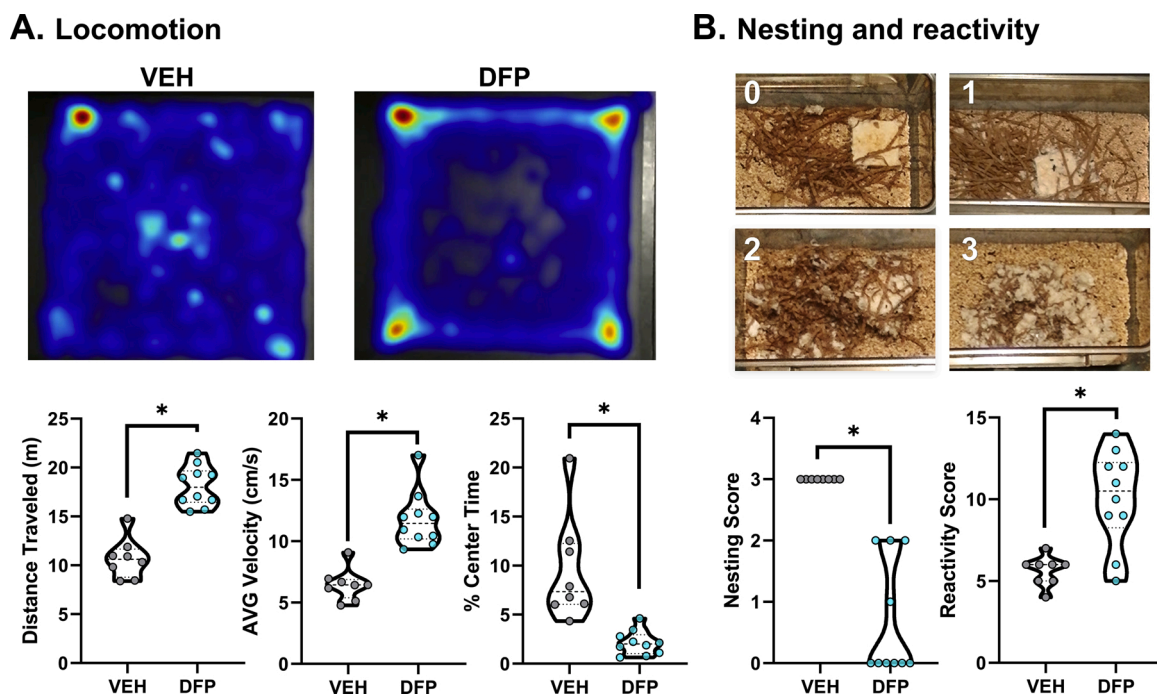 A. Locomotion
VEH
DFP
B. Nesting and reactivity
0
1
2
3
Distance Traveled (m)
25
20
15
10
5
0
*
VEH DFP
AVG Velocity (cm/s)
20
15
10
5
0
*
VEH DFP
% Center Time
25
20
15
10
5
0
*
VEH DFP
Nesting Score
4
3
2
1
0
*
VEH DFP
Reactivity Score
15
10
5
0
*
VEH DFP